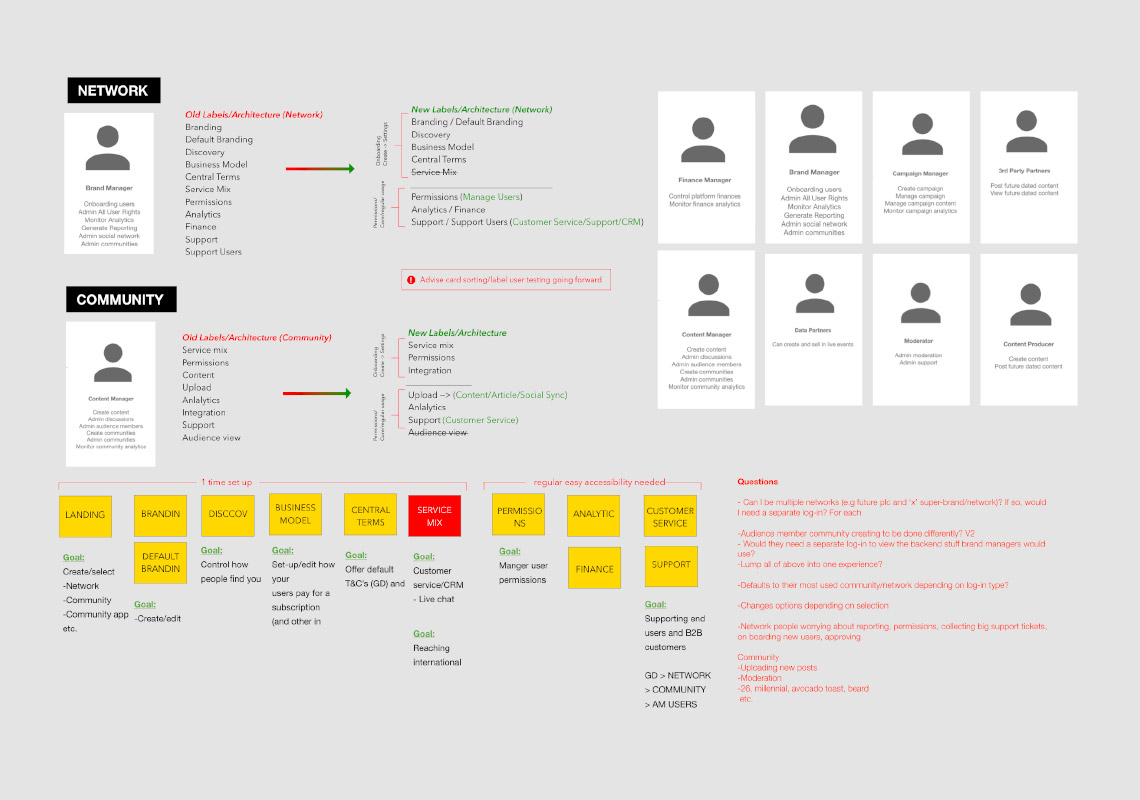 NETWORK
Brand Manager
Onboarding users
Admin All User Rights
Monitor Analytics
Generate Reporting
Admin social network
Admin communities
Old Labels/Architecture (Network)
Branding
Default Branding
Discovery
Business Model
Central Terms
Service Mix
Permissions
Analytics
Finance
Support
Support Users
Onboarding
Create -> Settings
New Labels/Architecture (Network)
Branding / Default Branding
Discovery
Business Model
Central Terms
Service Mix
Permissions/
Core/regular usage
Permissions (Manage Users)
Analytics / Finance
Support / Support Users (Customer Service/Support/CRM)
Advise card sorting/label user testing going forward
COMMUNITY
Content Manager
Create content
Admin discussions
Admin audience members
Create communities
Admin communities
Monitor community analytics
Old Labels/Architecture (Community)
Service mix
Permissions
Content
Upload
Anlalytics
Integration
Support
Audience view
Onboarding
Create -> Settings
New Labels/Architecture
Service mix
Permissions
Integration
Permissions/
Core/regular usage
Upload –> (Content/Article/Social Sync)
Anlalytics
Support (Customer Service)
Audience view
Finance Manager
Control platform finances
Monitor finance analytics
Brand Manager
Onboarding users
Admin All User Rights
Monitor Analytics
Generate Reporting
Admin social network
Admin communities
Campaign Manager
Create campaign
Manage campaign
Manage campaign content
Monitor campaign analytics
3rd Party Partners
Post future dated content
View future dated content
Content Manager
Create content
Admin discussions
Admin audience members
Create communities
Admin communities
Monitor community analytics
Data Partners
Can create and sell in live events
Moderator
Admin moderation
Admin support
Content Producer
Create content
Post future dated content
1 time set up
LANDING
Goal:
Create/select
-Network
-Community
-Community app
etc.
BRANDIN
DEFAULT
BRANDIN
Goal:
-Create/edit
DISCCOV
Goal:
Control how
people find you
BUSINESS
MODEL
Goal:
Set-up/edit how
your
users pay for a
subscription
(and other in
CENTRAL
TERMS
Goal:
Offer default
T&C's (GD) and
SERVICE
MIX
Goal:
Customer
service/CRM
- Live chat
Goal:
Reaching
international
regular easy accessibility needed
PERMISSIO
NS
Goal:
Manger user
permissions
ANALYTIC
FINANCE
CUSTOMER
SERVICE
SUPPORT
Goal:
Supporting end
users and B2B
customers
GD > NETWORK
> COMMUNITY
> AM USERS
Questions
- Can I be multiple networks (e.g future plc and 'x' super-brand/network)? If so, would
I need a separate log-in? For each
-Audience member community creating to be done differently? V2
- Would they need a separate log-in to view the backend stuff brand managers would
use?
-Lump all of above into one experience?
-Defaults to their most used community/network depending on log-in type?
-Changes options depending on selection
-Network people worrying about reporting, permissions, collecting big support tickets,
on boarding new users, approving
Community
-Uploading new posts
-Moderation
-26, millennial, avocado toast, beard
etc.